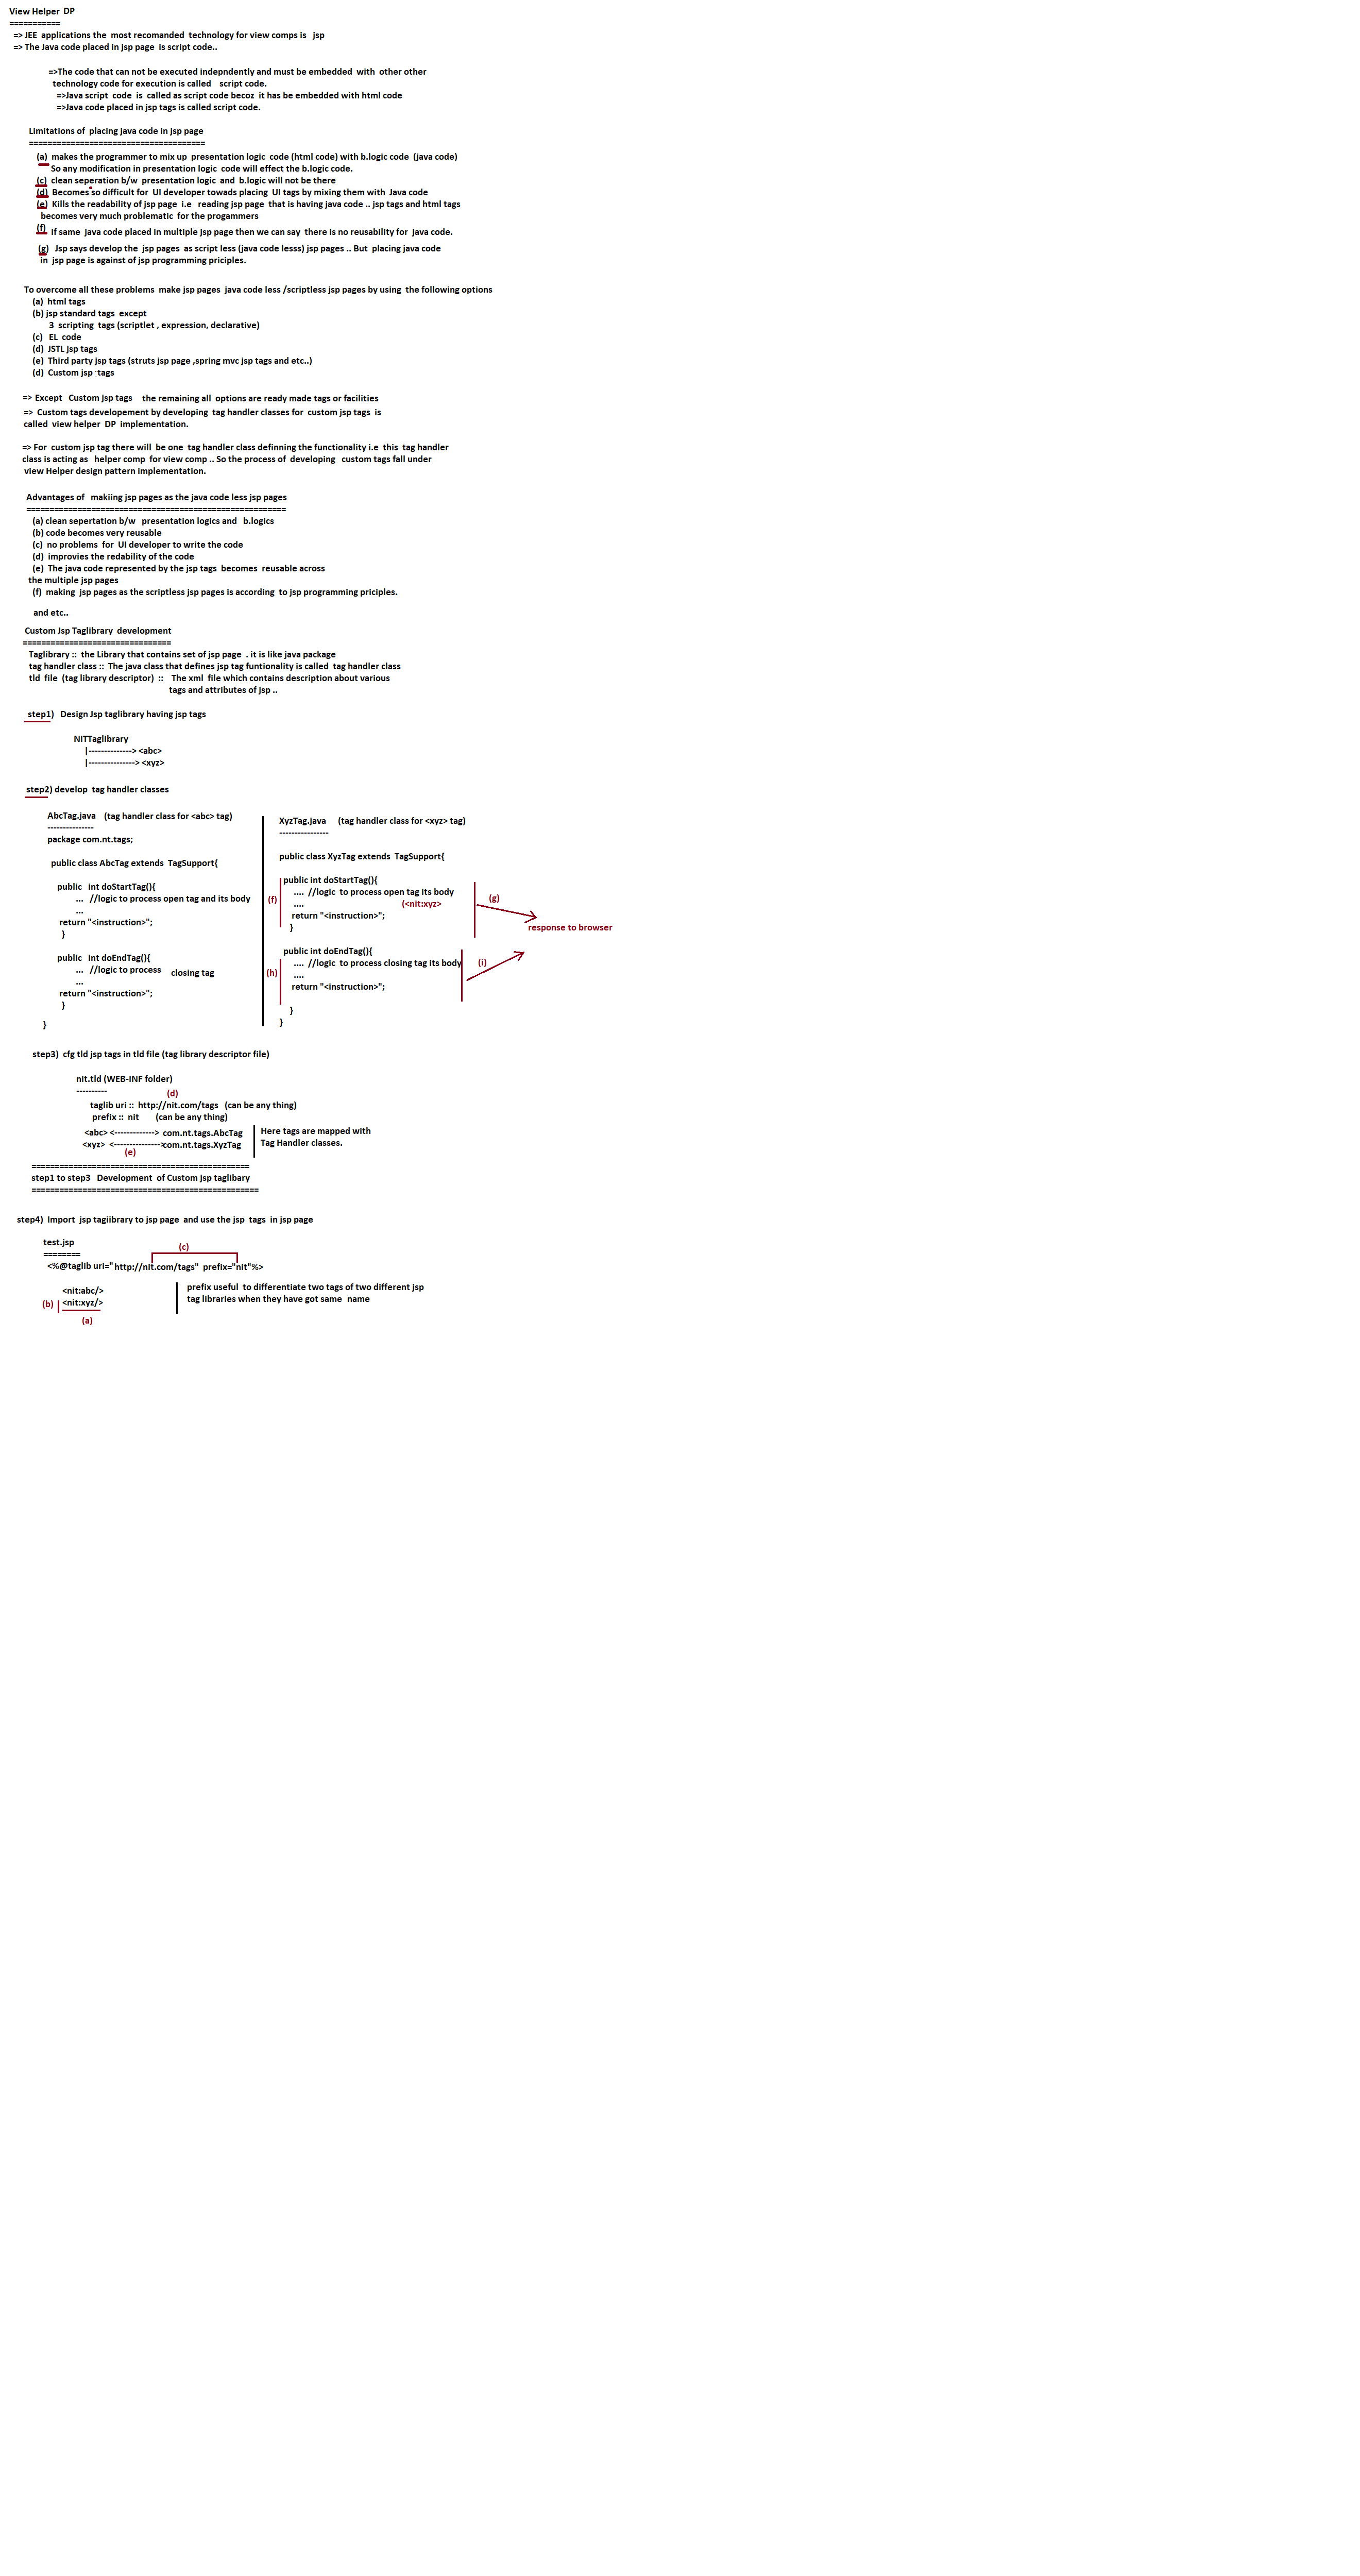 View Helper DP
===========
=> JEE applications the most recomanded technology for view comps is jsp
=> The Java code placed in jsp page is script code..
=>The code that can not be executed indepndently and must be embedded with other other
technology code for execution is called script code.
=>Java script code is called as script code becoz it has be embedded with html code
=>Java code placed in jsp tags is called script code.
Limitations of placing java code in jsp page
======================================
(a) makes the programmer to mix up presentation logic code (html code) with b.logic code (java code)
So any modification in presentation logic code will effect the b.logic code.
(c) clean seperation b/w presentation logic and b.logic will not be there
(d) Becomes so difficult for UI developer towads placing UI tags by mixing them with Java code
(e) Kills the readability of jsp page i.e reading jsp page that is having java code .. jsp tags and html tags
becomes very much problematic for the progammers
(f) if same java code placed in multiple jsp page then we can say there is no reusability for java code.
(g) Jsp says develop the jsp pages as script less (java code lesss) jsp pages .. But placing java code
in jsp page is against of jsp programming priciples.
To overcome all these problems make jsp pages java code less /scriptless jsp pages by using the following options
(a) html tags
(b) jsp standard tags except
3 scripting tags (scriptlet , expression, declarative)
(c) EL code
(d) JSTL jsp tags
(e) Third party jsp tags (struts jsp page ,spring mvc jsp tags and etc..)
(d) Custom jsp tags
=> Except Custom jsp tags the remaining all options are ready made tags or facilities
=> Custom tags developement by developing tag handler classes for custom jsp tags is
called view helper DP implementation.
=> For custom jsp tag there will be one tag handler class definning the functionality i.e this tag handler
class is acting as helper comp for view comp .. So the process of developing custom tags fall under
view Helper design pattern implementation.
Advantages of makiing jsp pages as the java code less jsp pages
========================================================
(a) clean sepertation b/w presentation logics and b.logics
(b) code becomes very reusable
(c) no problems for UI developer to write the code
(d) improvies the redability of the code
(e) The java code represented by the jsp tags becomes reusable across
the multiple jsp pages
(f) making jsp pages as the scriptless jsp pages is according to jsp programming priciples.
and etc..
Custom Jsp Taglibrary development
================================
Taglibrary :: the Library that contains set of jsp page . it is like java package
tag handler class :: The java class that defines jsp tag funtionality is called tag handler class
tld file (tag library descriptor) :: The xml file which contains description about various
tags and attributes of jsp ..
step1) Design Jsp taglibrary having jsp tags
NITTaglibrary
|--------------> <abc>
|---------------> <xyz>
step2) develop tag handler classes
AbcTag.java (tag handler class for <abc> tag)
---------------
package com.nt.tags;
public class AbcTag extends TagSupport{
public int doStartTag(){
... //logic to process open tag and its body
...
return "<instruction>";
}
public int doEndTag(){
... //logic to process closing tag
...
return "<instruction>";
}
}
XyzTag.java (tag handler class for <xyz> tag)
----------------
public class XyzTag extends TagSupport{
public int doStartTag(){
.... //logic to process open tag its body
(f) .... (<nit:xyz> (g)
return "<instruction>";
}
response to browser
public int doEndTag(){
.... //logic to process closing tag its body (i)
(h) ....
return "<instruction>";
}
}
step3) cfg tld jsp tags in tld file (tag library descriptor file)
nit.tld (WEB-INF folder)
----------
(d)
taglib uri :: http://nit.com/tags (can be any thing)
prefix :: nit (can be any thing)
<abc> <-------------> com.nt.tags.AbcTag
<xyz> <--------------->com.nt.tags.XyzTag
(e)
Here tags are mapped with
Tag Handler classes.
===============================================
step1 to step3 Development of Custom jsp taglibary
=================================================
step4) Import jsp tagiibrary to jsp page and use the jsp tags in jsp page
test.jsp
========
(c)
<%@taglib uri="http://nit.com/tags" prefix="nit"%>
<nit:abc/>
(b) <nit:xyz/>
(a)
prefix useful to differentiate two tags of two different jsp
tag libraries when they have got same name